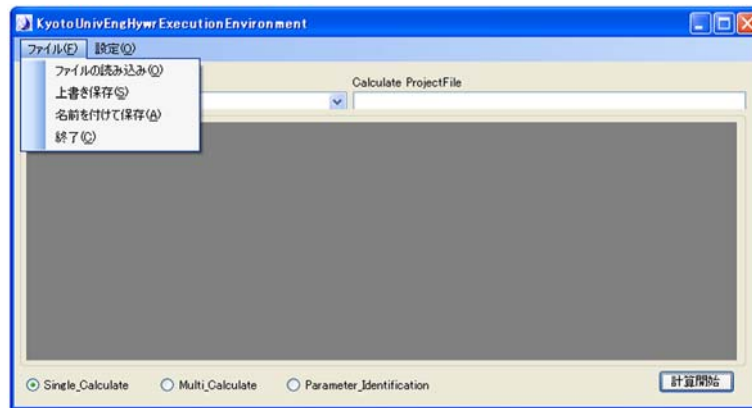 KyotoUnivEngHywrExecutionEnvironment
ファイル(F) 設定(O)
ファイルの読み込み(O)
上書き保存(S)
名前を付けて保存(A)
終了(C)
Calculate ProjectFile
Single_Calculate Multi_Calculate Parameter_Identification 計算開始